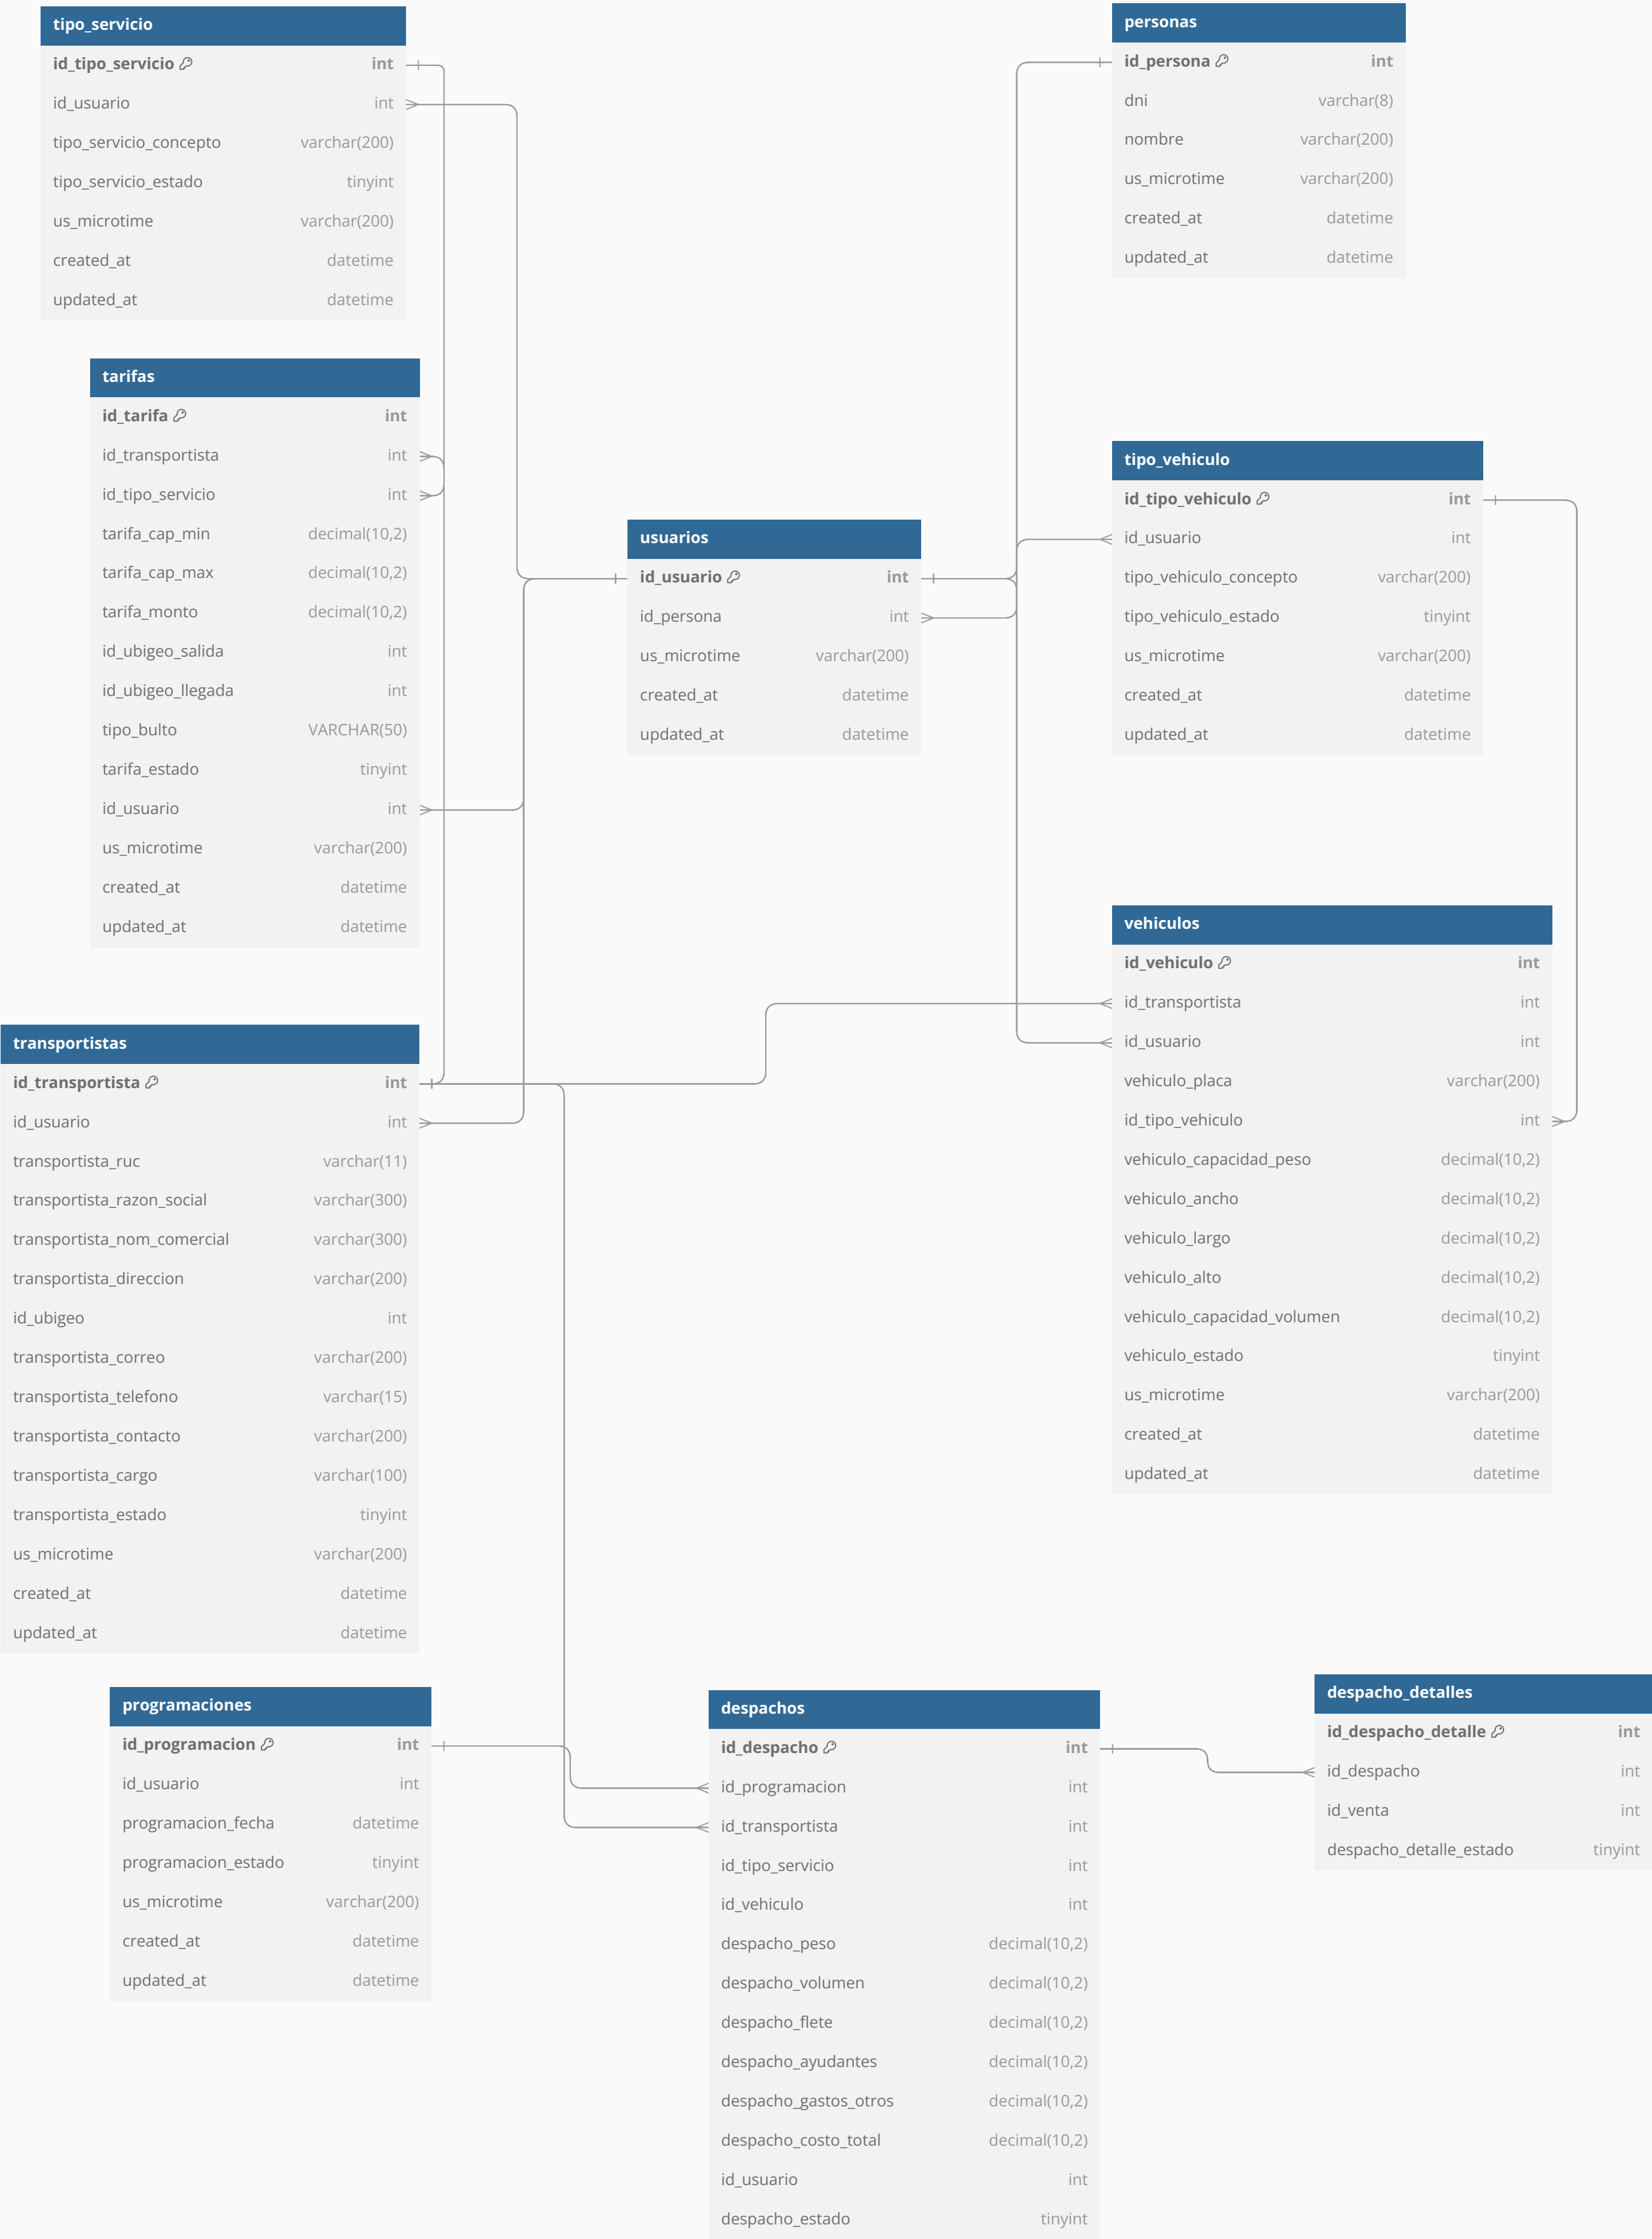 tipo_servicio
id_tipo_servicio int
id_usuario int
tipo_servicio_concepto varchar(200)
tipo_servicio_estado tinyint
us_microtime varchar(200)
created_at datetime
updated_at datetime
personas
id_persona int
dni varchar(8)
nombre varchar(200)
us_microtime varchar(200)
created_at datetime
updated_at datetime
tarifas
id_tarifa int
id_transportista int
id_tipo_servicio int
tarifa_cap_min decimal(10,2)
tarifa_cap_max decimal(10,2)
tarifa_monto decimal(10,2)
id_ubigeo_salida int
id_ubigeo_llegada int
tipo_bulto VARCHAR(50)
tarifa_estado tinyint
id_usuario int
us_microtime varchar(200)
created_at datetime
updated_at datetime
usuarios
id_usuario int
id_persona int
us_microtime varchar(200)
created_at datetime
updated_at datetime
tipo_vehiculo
id_tipo_vehiculo int
id_usuario int
tipo_vehiculo_concepto varchar(200)
tipo_vehiculo_estado tinyint
us_microtime varchar(200)
created_at datetime
updated_at datetime
vehiculos
id_vehiculo int
id_transportista int
id_usuario int
vehiculo_placa varchar(200)
id_tipo_vehiculo int
vehiculo_capacidad_peso decimal(10,2)
vehiculo_ancho decimal(10,2)
vehiculo_largo decimal(10,2)
vehiculo_alto decimal(10,2)
vehiculo_capacidad_volumen decimal(10,2)
vehiculo_estado tinyint
us_microtime varchar(200)
created_at datetime
updated_at datetime
transportistas
id_transportista int
id_usuario int
transportista_ruc varchar(11)
transportista_razon_social varchar(300)
transportista_nom_comercial varchar(300)
transportista_direccion varchar(200)
id_ubigeo int
transportista_correo varchar(200)
transportista_telefono varchar(15)
transportista_contacto varchar(200)
transportista_cargo varchar(100)
transportista_estado tinyint
us_microtime varchar(200)
created_at datetime
updated_at datetime
programaciones
id_programacion int
id_usuario int
programacion_fecha datetime
programacion_estado tinyint
us_microtime varchar(200)
created_at datetime
updated_at datetime
despachos
id_despacho int
id_programacion int
id_transportista int
id_tipo_servicio int
id_vehiculo int
despacho_peso decimal(10,2)
despacho_volumen decimal(10,2)
despacho_flete decimal(10,2)
despacho_ayudantes decimal(10,2)
despacho_gastos_otros decimal(10,2)
despacho_costo_total decimal(10,2)
id_usuario int
despacho_estado tinyint
despacho_detalles
id_despacho_detalle int
id_despacho int
id_venta int
despacho_detalle_estado tinyint